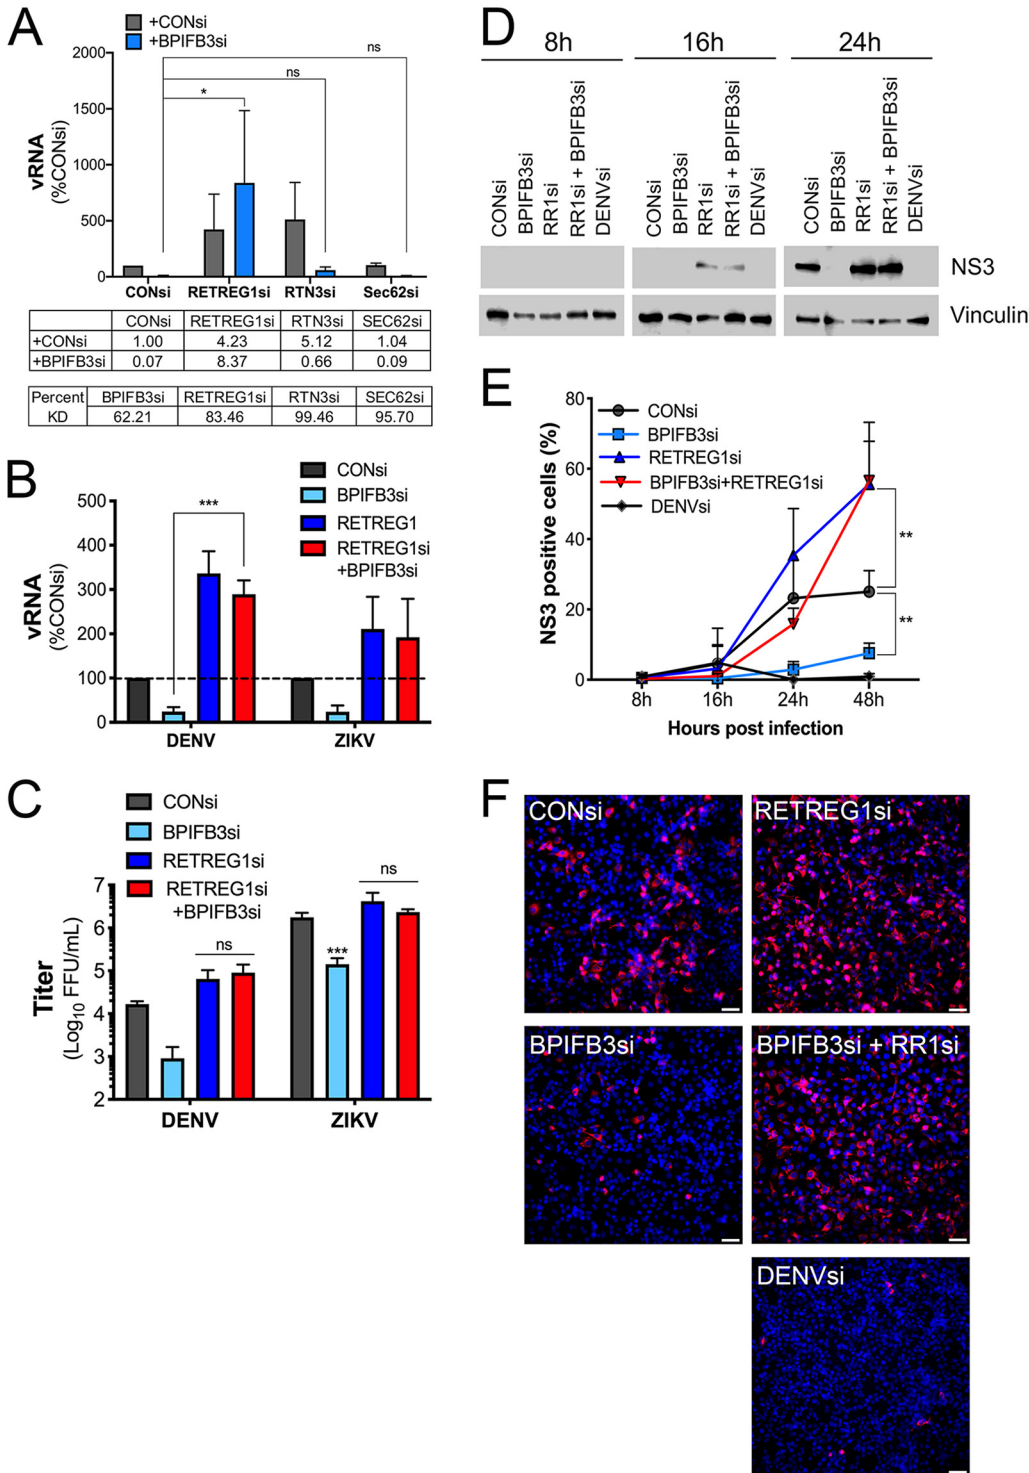 A
+CONsi
+BPIFB3si
vRNA
(%CONsi)
2000
1500
1000
500
0
ns
ns
*
CONsi RETREG1si RTN3si Sec62si
CONsi RETREG1si RTN3si SEC62si
+CONsi 1.00 4.23 5.12 1.04
+BPIFB3si 0.07 8.37 0.66 0.09
Percent KD BPIFB3si RETREG1si RTN3si SEC62si
62.21 83.46 99.46 95.70
B
CONsi
BPIFB3si
RETREG1
RETREG1si
+BPIFB3si
vRNA
(%CONsi)
500
400
300
200
100
0
***
DENV ZIKV
C
CONsi
BPIFB3si
RETREG1si
RETREG1si
+BPIFB3si
Titer
(Log10 FFU/mL)
7
6
5
4
3
2
ns
***
ns
DENV ZIKV
D
8h 16h 24h
CONsi BPIFB3si RR1si RR1si + BPIFB3si DENVsi
CONsi BPIFB3si RR1si RR1si + BPIFB3si DENVsi
CONsi BPIFB3si RR1si RR1si + BPIFB3si DENVsi
NS3
Vinculin
E
NS3 positive cells (%)
80
60
40
20
0
CONsi
BPIFB3si
RETREG1si
BPIFB3si+RETREG1si
DENVsi
**
**
8h 16h 24h 48h
Hours post infection
F
CONsi
RETREG1si
BPIFB3si
BPIFB3si + RR1si
DENVsi